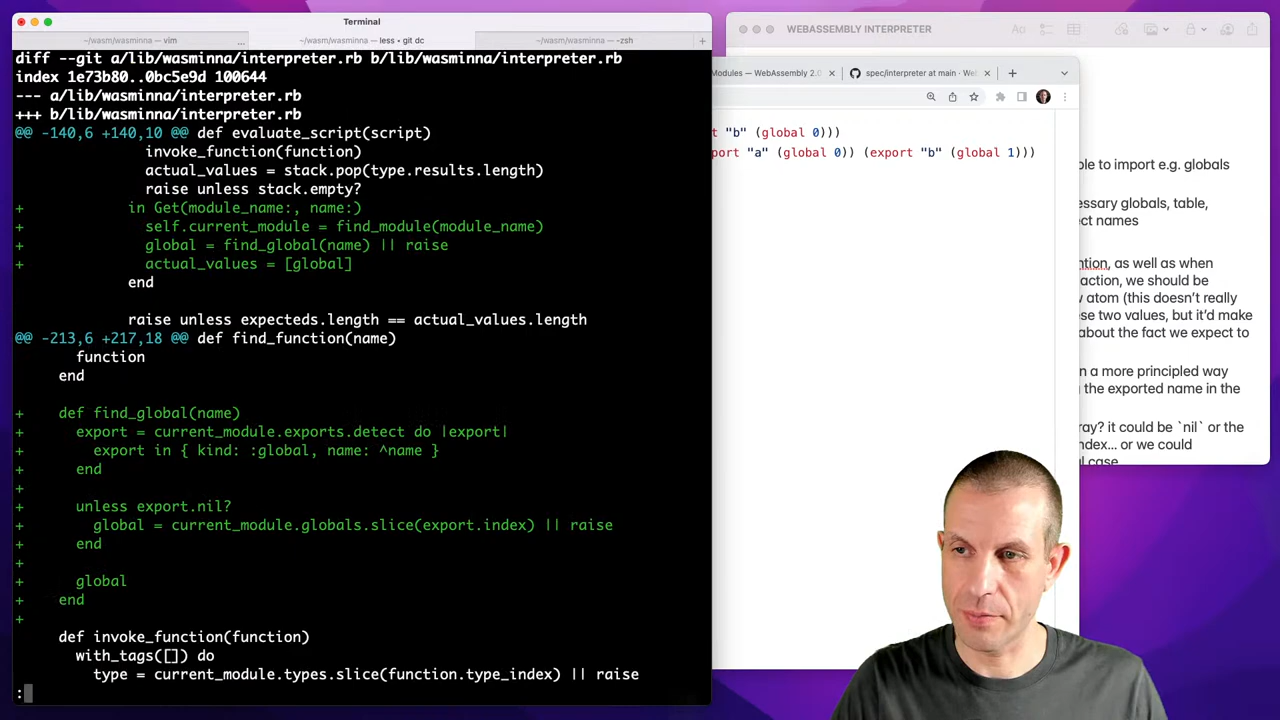 Terminal
~/wasm/wasminna — vim
...
~/wasm/wasminna — less • git dc
~/wasm/wasminna — -zsh
diff --git a/lib/wasminna/interpreter.rb b/lib/wasminna/interpreter.rb
index 1e73b80..0bc5e9d 100644
--- a/lib/wasminna/interpreter.rb
+++ b/lib/wasminna/interpreter.rb
@@ -140,6 +140,10 @@ def evaluate_script(script)
invoke_function(function)
actual_values = stack.pop(type.results.length)
raise unless stack.empty?
+ in Get(module_name:, name:)
+ self.current_module = find_module(module_name)
+ global = find_global(name) || raise
+ actual_values = [global]
end
raise unless expecteds.length == actual_values.length
@@ -213,6 +217,18 @@ def find_function(name)
function
end
+ def find_global(name)
+ export = current_module.exports.detect do |export|
+ export in { kind: :global, name: ^name }
+ end
+
+ unless export.nil?
+ global = current_module.globals.slice(export.index) || raise
+ end
+
+ global
+ end
+
def invoke_function(function)
with_tags([]) do
type = current_module.types.slice(function.type_index) || raise
:
WEBASSEMBLY INTERPRETER
Modules — WebAssembly 2.0
spec/interpreter at main · We
t "b" (global 0)))
port "a" (global 0)) (export "b" (global 1)))
ble to import e.g. globals
essary globals, table,
ect names
ntion, as well as when
action, we should be
w atom (this doesn't really
se two values, but it'd make
about the fact we expect to
n a more principled way
g the exported name in the
ray? it could be `nil` or the
ndex... or we could
al case